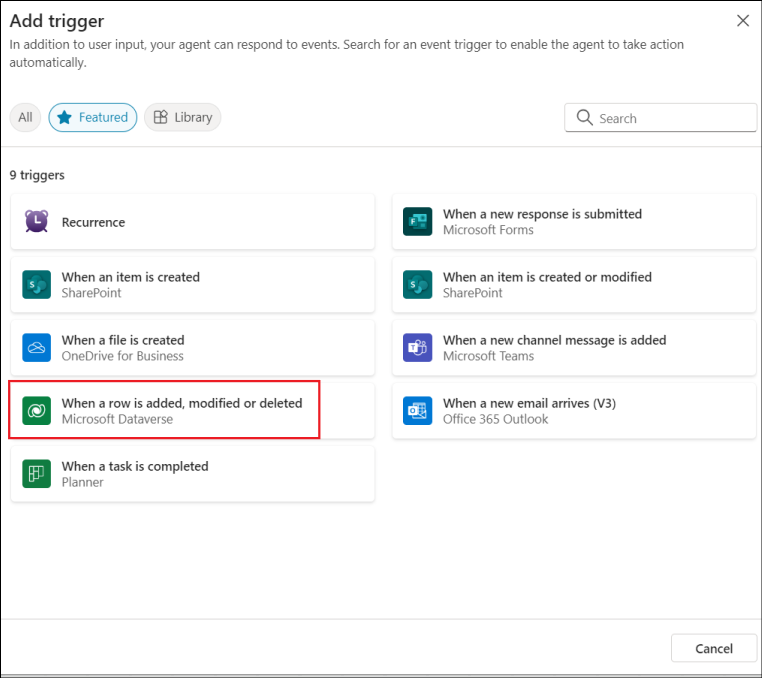 Add trigger
In addition to user input, your agent can respond to events. Search for an event trigger to enable the agent to take action
automatically.
All
Featured
Library
Search
9 triggers
Recurrence
When a new response is submitted
Microsoft Forms
When an item is created
SharePoint
When an item is created or modified
SharePoint
When a file is created
OneDrive for Business
When a new channel message is added
Microsoft Teams
When a row is added, modified or deleted
Microsoft Dataverse
When a new email arrives (V3)
Office 365 Outlook
When a task is completed
Planner
Cancel